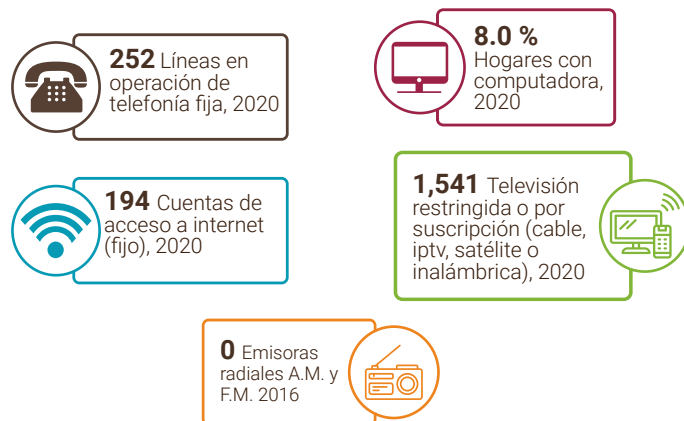 252 Líneas en
operación de
telefonía fija, 2020
8.0 %
Hogares con
computadora,
2020
194 Cuentas de
acceso a internet
(fijo), 2020
1,541 Televisión
restringida o por
suscripción (cable,
iptv, satélite o
inalámbrica), 2020
0 Emisoras
radiales A.M. y
F.M. 2016